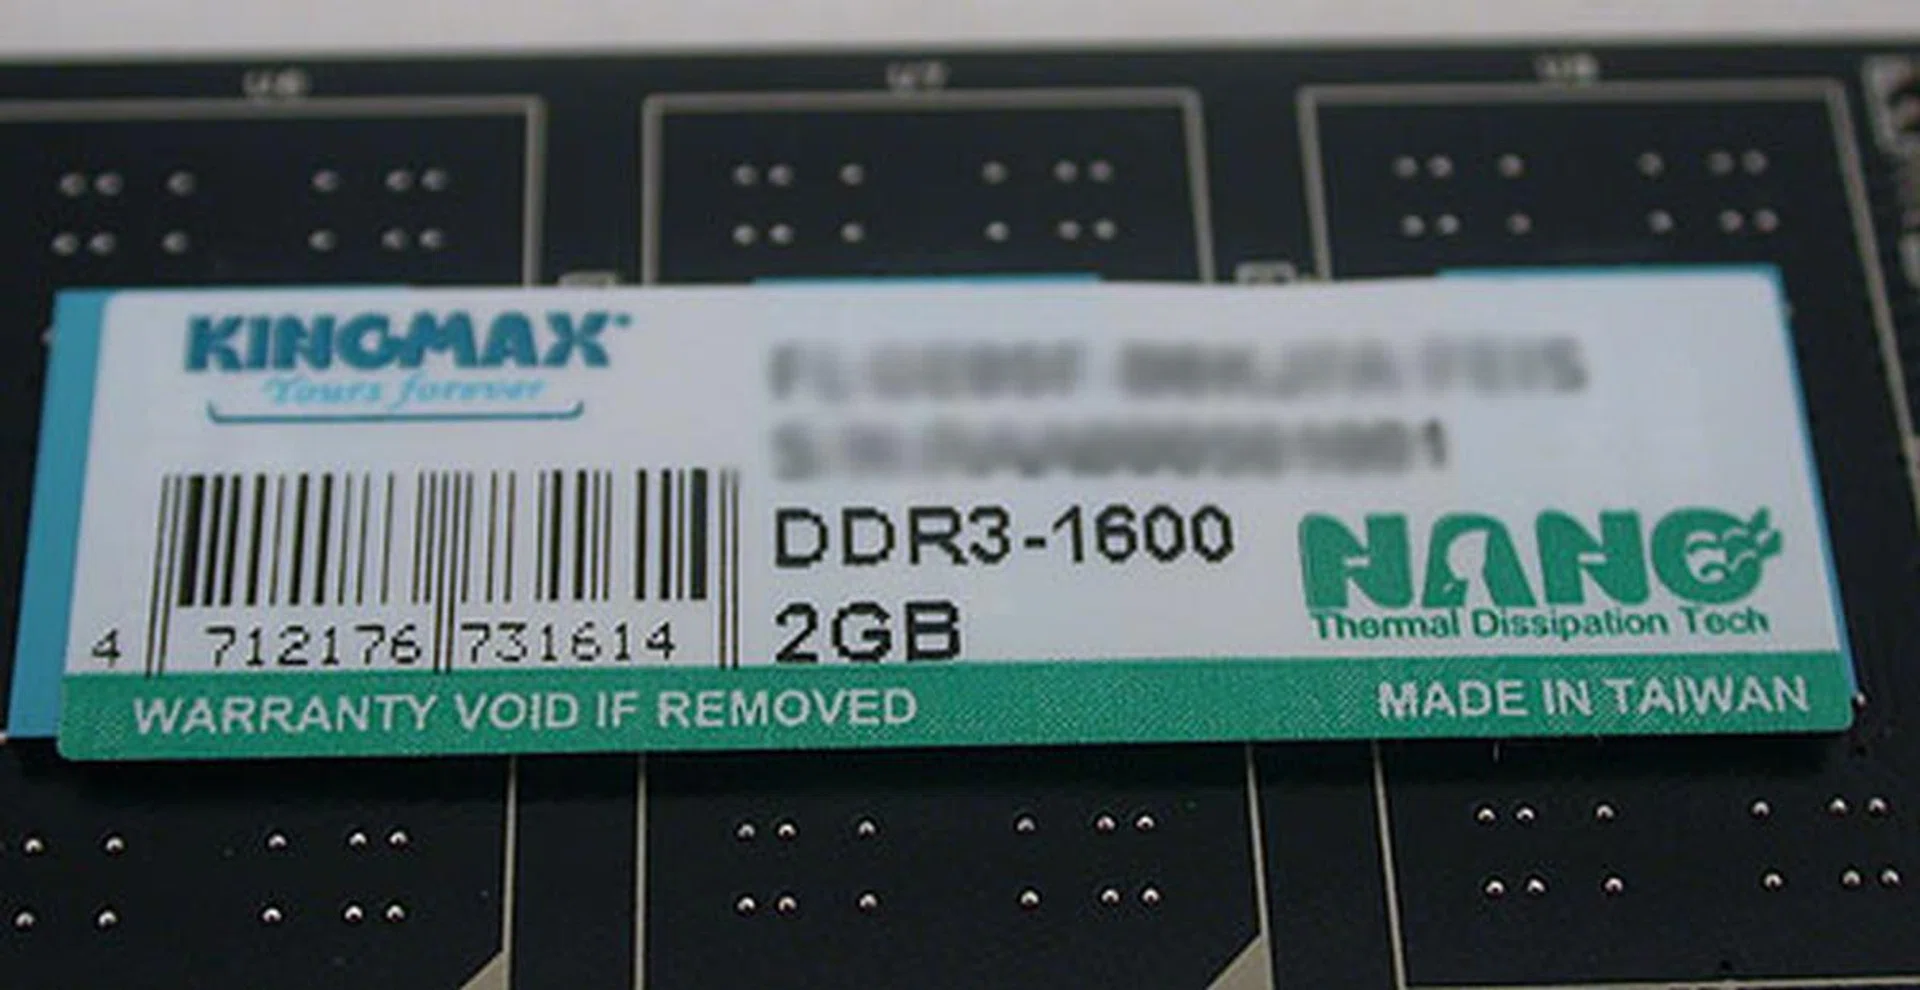 U7
KINGMAX
Yours forever
DDR3-1600
2GB
4 712176 731614
NANO
Thermal Dissipation Tech
WARRANTY VOID IF REMOVED
MADE IN TAIWAN